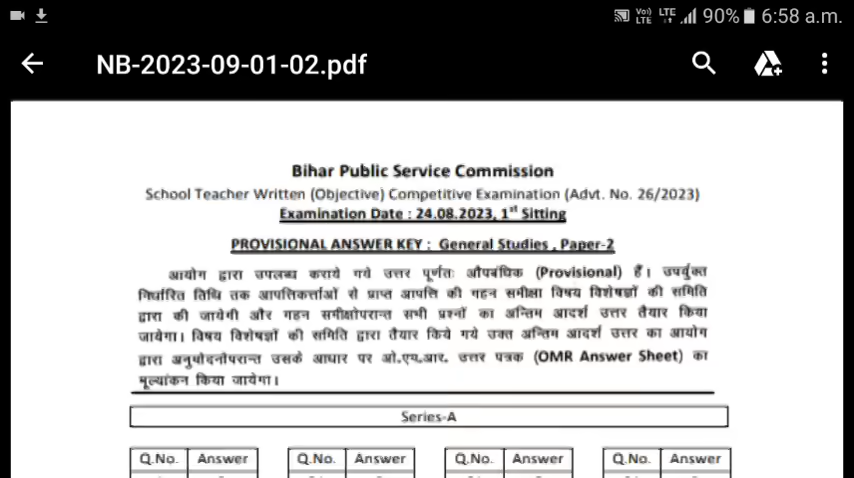 Vo)) LTE LTE 90% 6:58 a.m.
NB-2023-09-01-02.pdf
Bihar Public Service Commission
School Teacher Written (Objective) Competitive Examination (Advt. No. 26/2023)
Examination Date : 24.08.2023, 1st Sitting
PROVISIONAL ANSWER KEY : General Studies , Paper-2
आयोग द्वारा उपलब्ध कराये गये उत्तर पूर्णतः औपबंधिक (Provisional) हैं। उपर्युक्त
निर्धारित तिथि तक आपत्तिकर्त्ताओं से प्राप्त आपत्ति की गहन समीक्षा विषय विशेषज्ञों की समिति
द्वारा की जायेगी और गहन समीक्षोपरान्त सभी प्रश्नों का अन्तिम आदर्श उत्तर तैयार किया
जायेगा। विषय विशेषज्ञों की समिति द्वारा तैयार किये गये उक्त अन्तिम आदर्श उत्तर का आयोग
द्वारा अनुमोदनोपरान्त उसके आधार पर ओ.एम.आर. उत्तर पत्रक (OMR Answer Sheet) का
मूल्यांकन किया जायेगा।
Series-A
Q.No. Answer Q.No. Answer Q.No. Answer Q.No. Answer